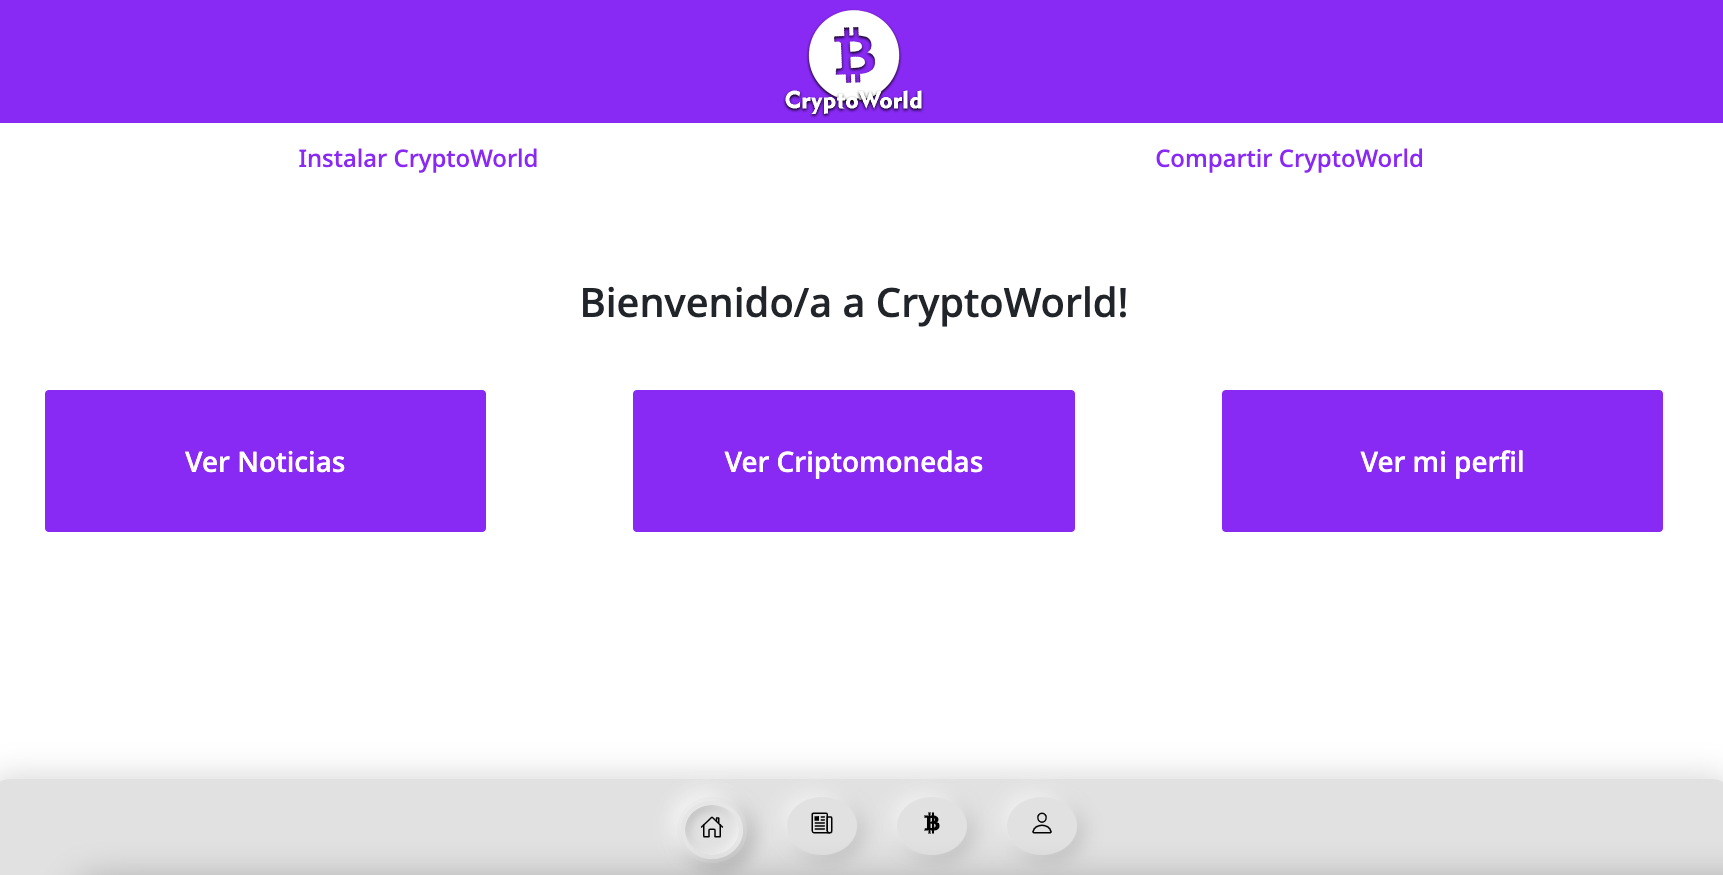 CryptoWorld
Instalar CryptoWorld
Compartir CryptoWorld
Bienvenido/a a CryptoWorld!
Ver Noticias
Ver Criptomonedas
Ver mi perfil